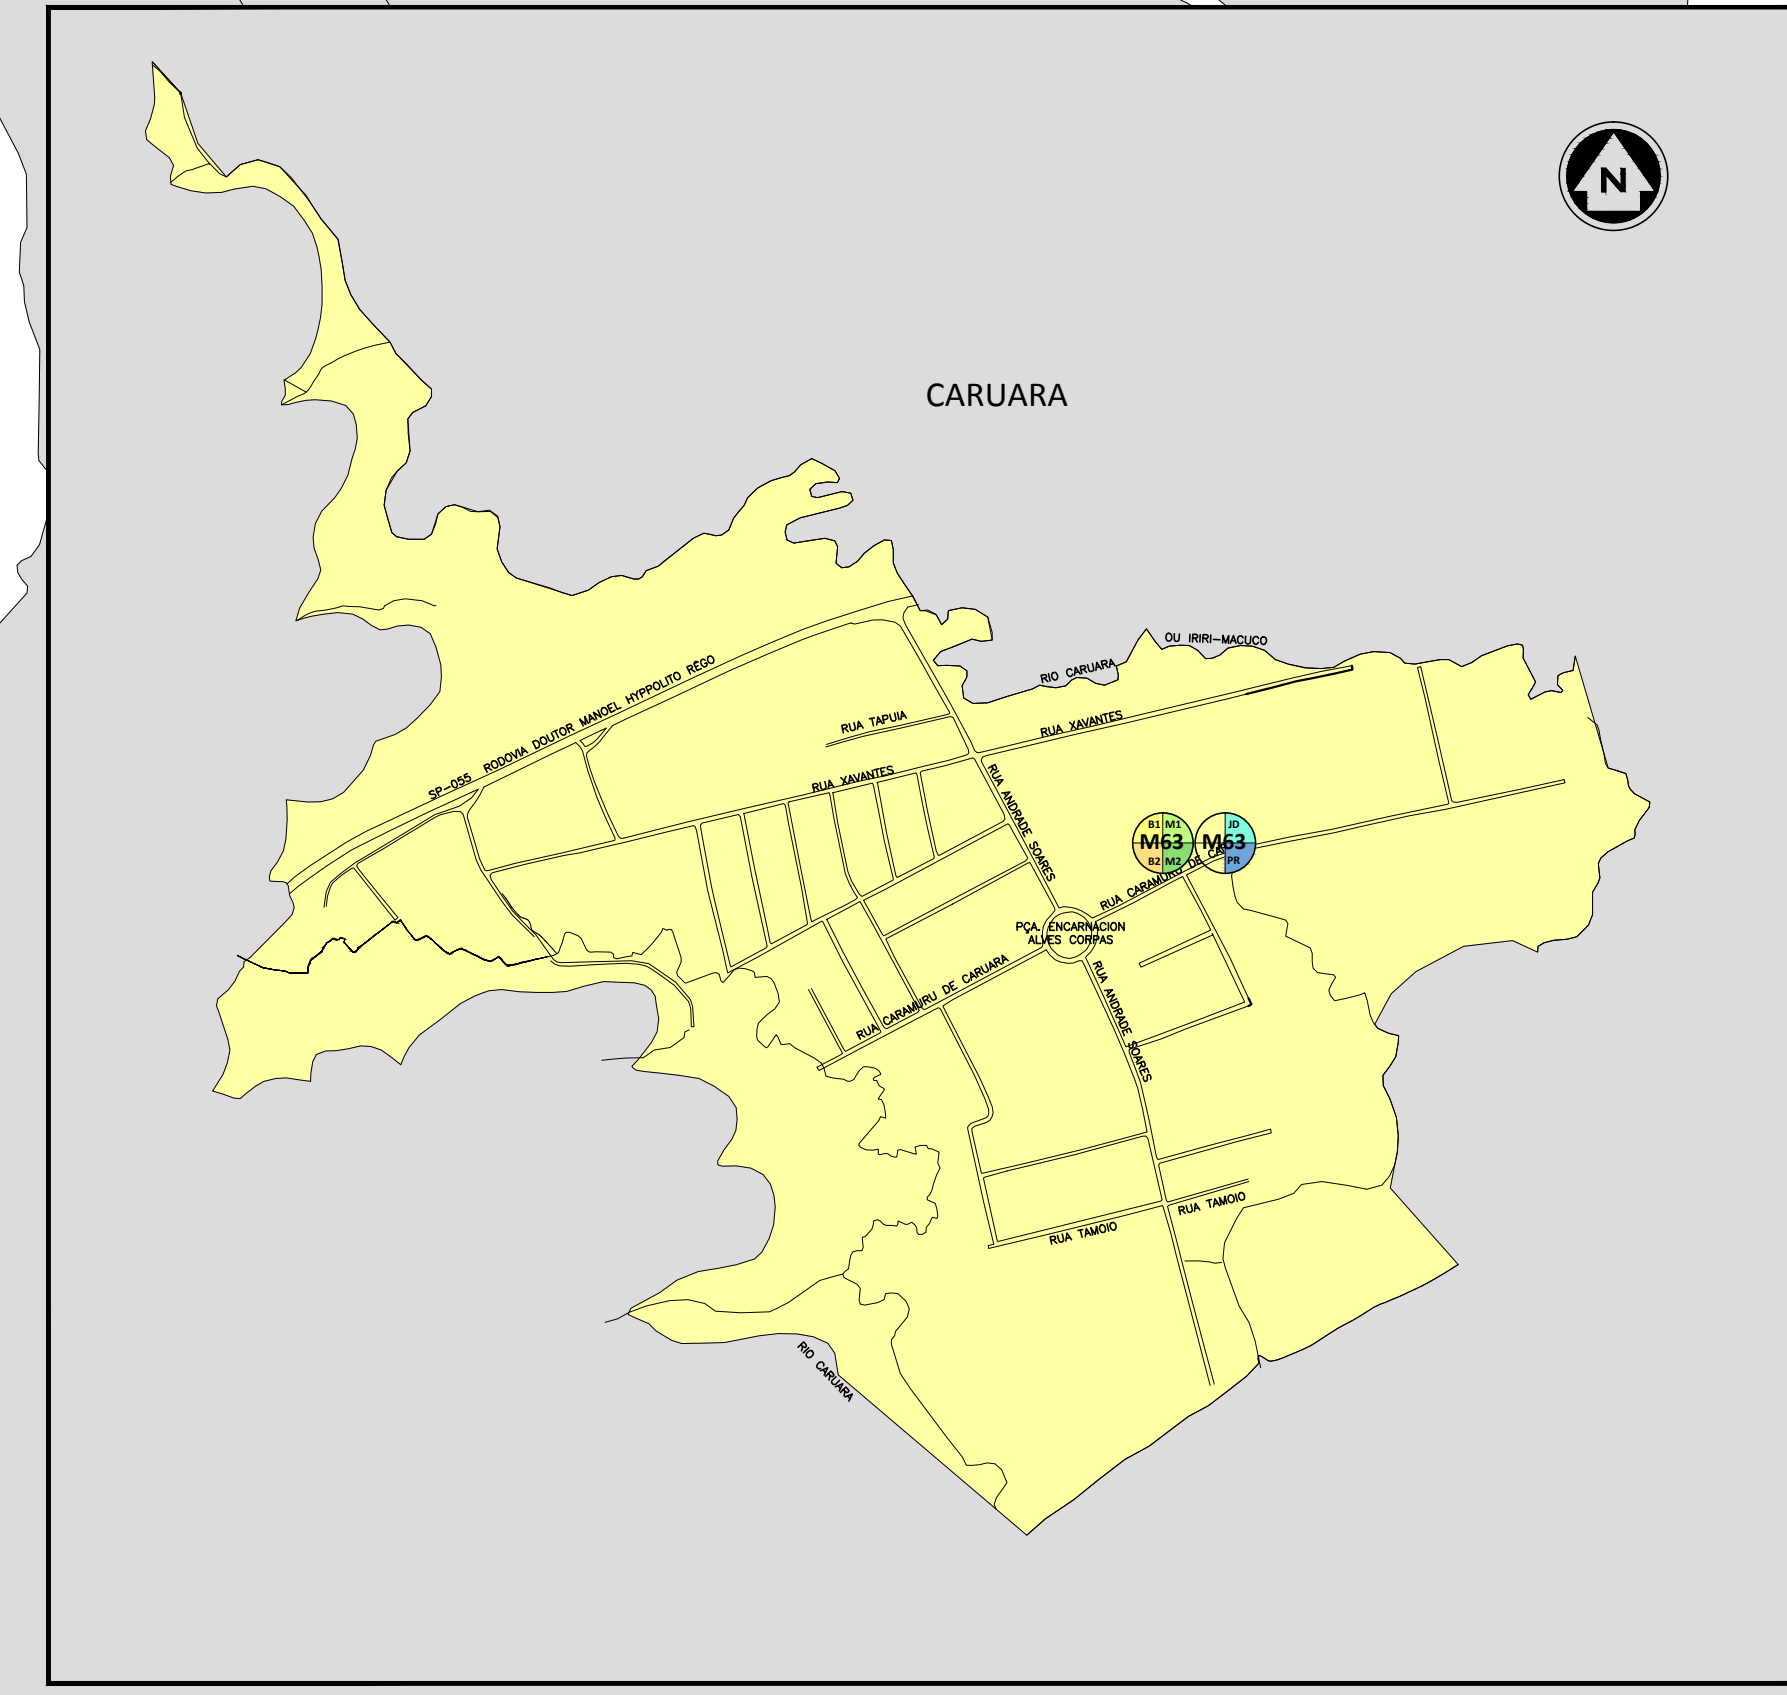 N
CARUARA
OU IRIRI-MACUCO
RIO CARUARA
SP-055 RODOVIA DOUTOR MANOEL HYPPOLITO RÊGO
RUA TAPUIA
RUA XAVANTES
RUA XAVANTES
RUA ANDRADE SOARES
B1 M1
M63
B2 M2
JD
M63
PR
RUA CARAMURU DE
PÇA. ENCARNACION
ALVES CORPAS
RUA CARAMURU DE CARUARA
RUA ANDRADE SOARES
RUA TAMOIO
RUA TAMOIO
RIO CARUARA